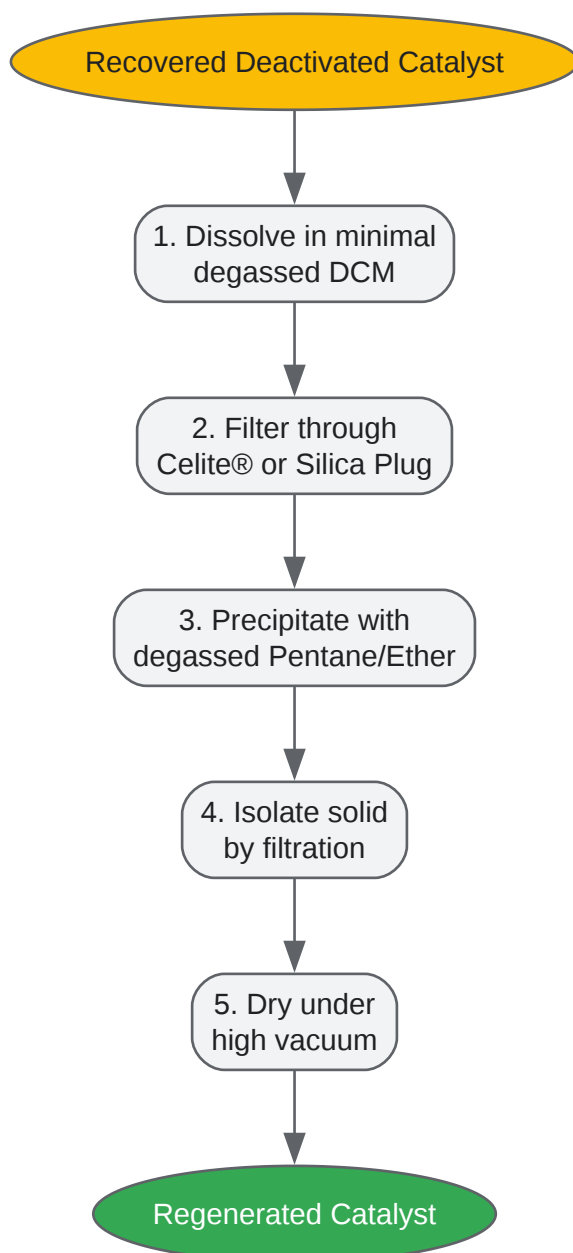 Recovered Deactivated Catalyst
1. Dissolve in minimal
degassed DCM
2. Filter through
Celite® or Silica Plug
3. Precipitate with
degassed Pentane/Ether
4. Isolate solid
by filtration
5. Dry under
high vacuum
Regenerated Catalyst